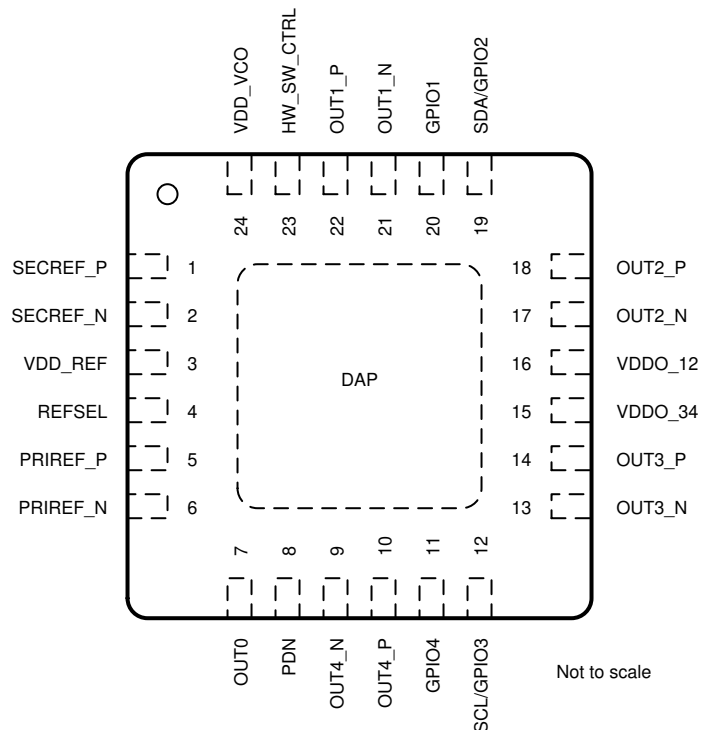 VDD_VCO
HW_SW_CTRL
OUT1_P
OUT1_N
GPIO1
SDA/GPIO2
24
23
22
21
20
19
SECREF_P 1
SECREF_N 2
VDD_REF 3
REFSEL 4
PRIREF_P 5
PRIREF_N 6
DAP
18 OUT2_P
17 OUT2_N
16 VDDO_12
15 VDDO_34
14 OUT3_P
13 OUT3_N
7
8
9
10
11
12
OUT0
PDN
OUT4_N
OUT4_P
GPIO4
SCL/GPIO3
Not to scale